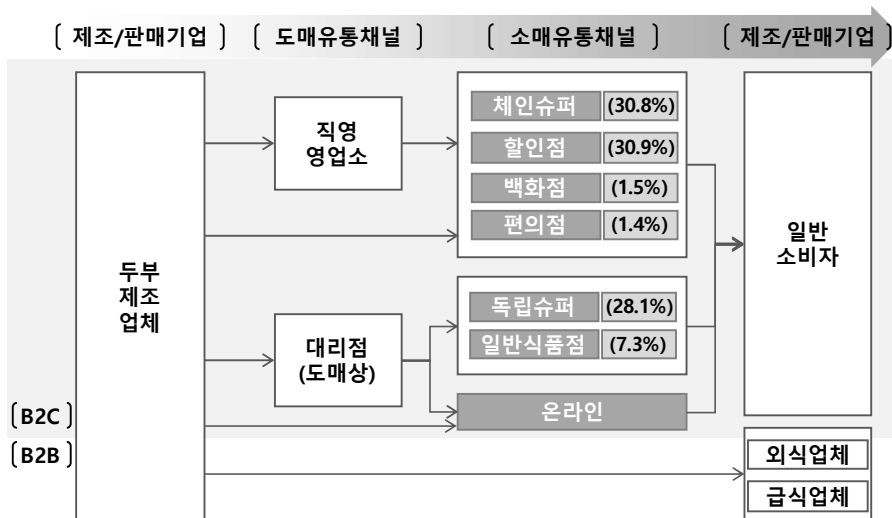 [ 제조/판매기업 ] [ 도매유통채널 ] [ 소매유통채널 ] [ 제조/판매기업 ]
두부
제조
업체
직영
영업소
대리점
(도매상)
체인슈퍼 (30.8%)
할인점 (30.9%)
백화점 (1.5%)
편의점 (1.4%)
독립슈퍼 (28.1%)
일반식품점 (7.3%)
온라인
일반
소비자
[B2C]
[B2B]
외식업체
급식업체